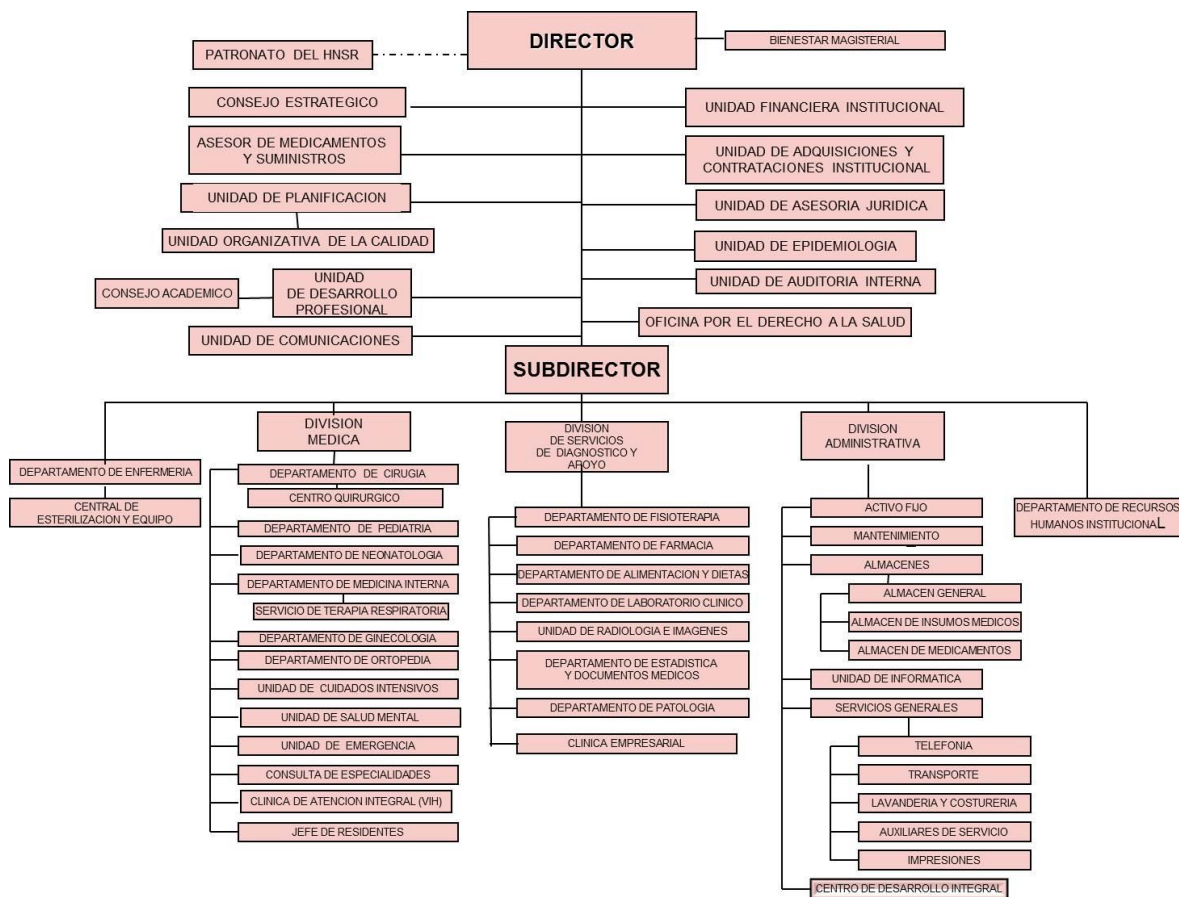 DIRECTOR
BIENESTAR MAGISTERIAL
PATRONATO DEL HNSR
CONSEJO ESTRATEGICO
UNIDAD FINANCIERA INSTITUCIONAL
ASESOR DE MEDICAMENTOS
Y SUMINISTROS
UNIDAD DE ADQUISICIONES Y
CONTRATACIONES INSTITUCIONAL
UNIDAD DE PLANIFICACION
UNIDAD DE ASESORIA JURIDICA
UNIDAD ORGANIZATIVA DE LA CALIDAD
UNIDAD DE EPIDEMIOLOGIA
CONSEJO ACADEMICO
UNIDAD
DE DESARROLLO
PROFESIONAL
UNIDAD DE AUDITORIA INTERNA
OFICINA POR EL DERECHO A LA SALUD
UNIDAD DE COMUNICACIONES
SUBDIRECTOR
DEPARTAMENTO DE ENFERMERIA
CENTRAL DE
ESTERILIZACION Y EQUIPO
DIVISION
MEDICA
DEPARTAMENTO DE CIRUGIA
CENTRO QUIRURGICO
DEPARTAMENTO DE PEDIATRIA
DEPARTAMENTO DE NEONATOLOGIA
DEPARTAMENTO DE MEDICINA INTERNA
SERVICIO DE TERAPIA RESPIRATORIA
DEPARTAMENTO DE GINECOLOGIA
DEPARTAMENTO DE ORTOPEDIA
UNIDAD DE CUIDADOS INTENSIVOS
UNIDAD DE SALUD MENTAL
UNIDAD DE EMERGENCIA
CONSULTA DE ESPECIALIDADES
CLINICA DE ATENCION INTEGRAL (VIH)
JEFE DE RESIDENTES
DIVISION
DE SERVICIOS
DE DIAGNOSTICO Y
APOYO
DEPARTAMENTO DE FISIOTERAPIA
DEPARTAMENTO DE FARMACIA
DEPARTAMENTO DE ALIMENTACION Y DIETAS
DEPARTAMENTO DE LABORATORIO CLINICO
UNIDAD DE RADIOLOGIA E IMAGENES
DEPARTAMENTO DE ESTADISTICA
Y DOCUMENTOS MEDICOS
DEPARTAMENTO DE PATOLOGIA
CLINICA EMPRESARIAL
DIVISION
ADMINISTRATIVA
ACTIVO FIJO
MANTENIMIENTO
ALMACENES
ALMACEN GENERAL
ALMACEN DE INSUMOS MEDICOS
ALMACEN DE MEDICAMENTOS
UNIDAD DE INFORMATICA
SERVICIOS GENERALES
TELEFONIA
TRANSPORTE
LAVANDERIA Y COSTURERIA
AUXILIARES DE SERVICIO
IMPRESIONES
CENTRO DE DESARROLLO INTEGRAL
DEPARTAMENTO DE RECURSOS
HUMANOS INSTITUCIONAL